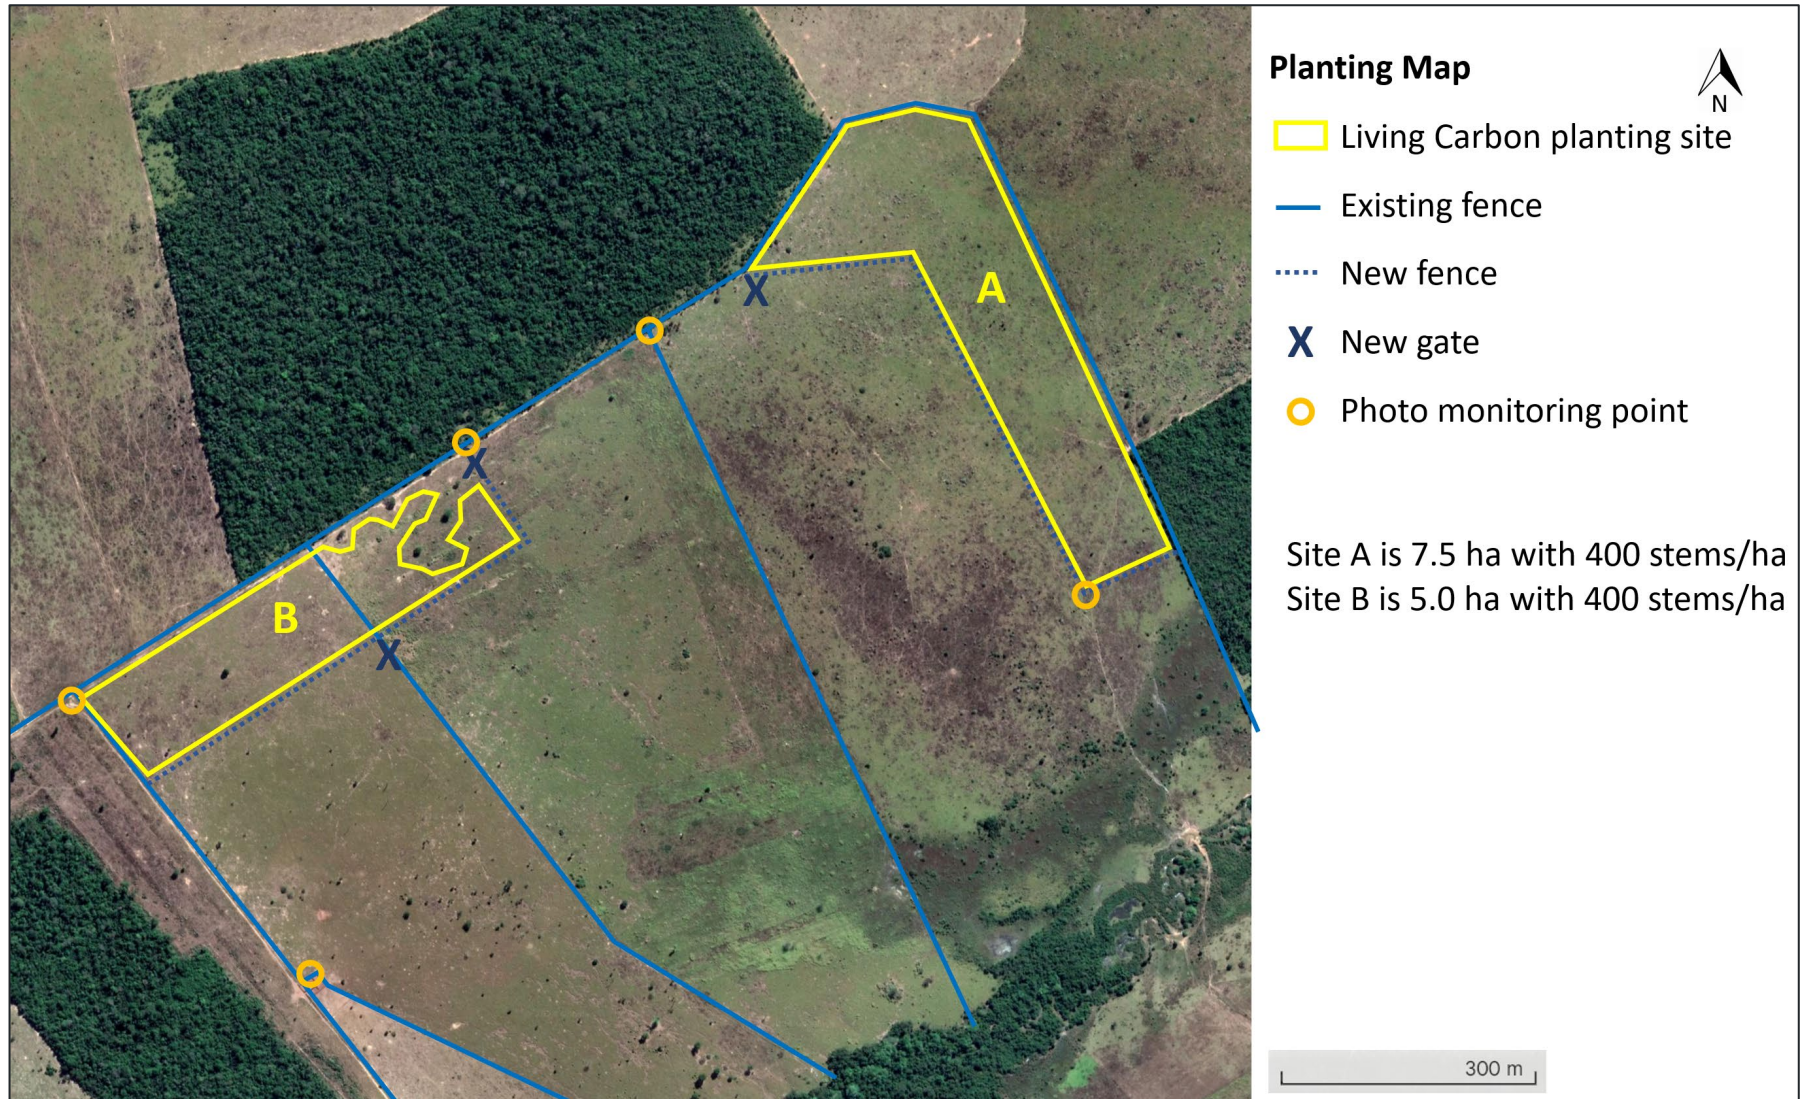 Planting Map
N
Living Carbon planting site
Existing fence
New fence
X New gate
Photo monitoring point
A
X
X
B
X
Site A is 7.5 ha with 400 stems/ha
Site B is 5.0 ha with 400 stems/ha
300 m